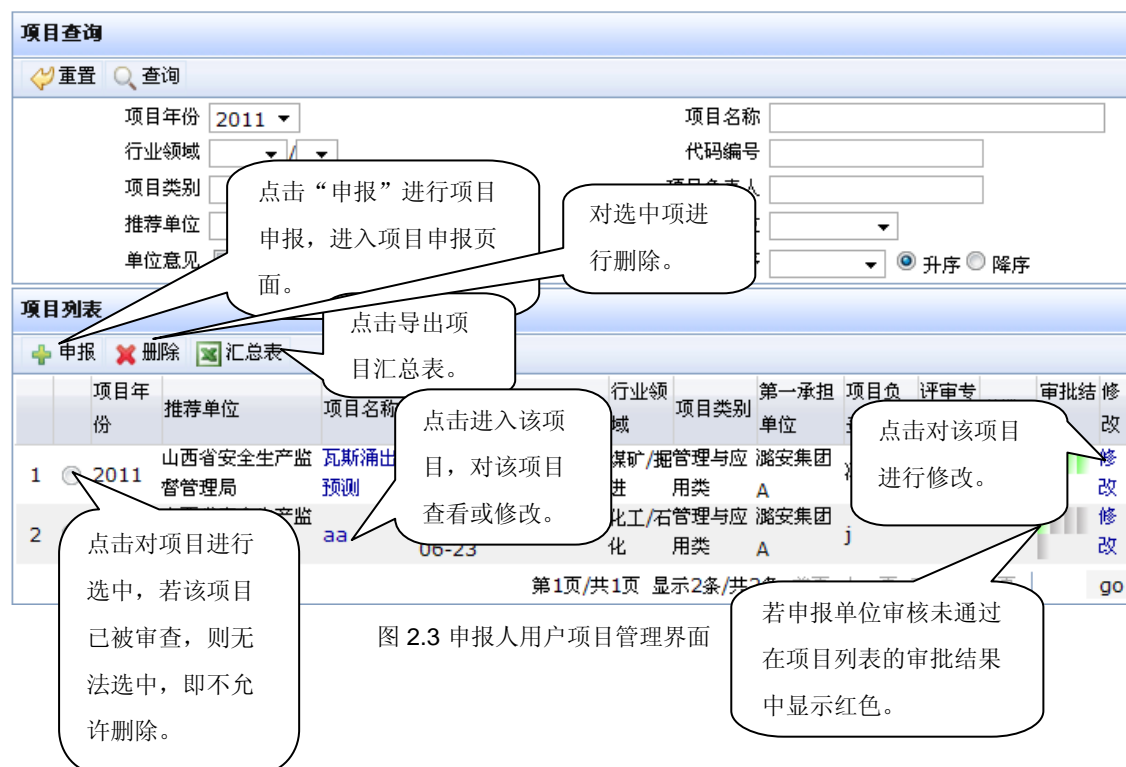 项目查询
重置 查询
项目年份 2011 项目名称
行业领域 / 代码编号
项目类别
推荐单位
单位意见 升序 降序
点击“申报”进行项目
申报，进入项目申报页
面。
对选中项进
行删除。
项目列表
申报 删除 汇总表
点击导出项
目汇总表。
项目年
份
推荐单位
项目名称
行业领
域
项目类别
第一承担
单位
项目负
评审专
审批结
修
改
点击进入该项
目，对该项目
查看或修改。
点击对该项目
进行修改。
1 2011 山西省安全生产监
督管理局
瓦斯涌出
预测
煤矿/掘
进
管理与应
用类
潞安集团
A
修
改
2 aa
06-23
化工/石
化
管理与应
用类
潞安集团
A
j
修
改
点击对项目进行
选中，若该项目
已被审查，则无
法选中，即不允
许删除。
第1页/共1页 显示2条/共2条
go
若申报单位审核未通过
在项目列表的审批结果
中显示红色。
图 2.3 申报人用户项目管理界面